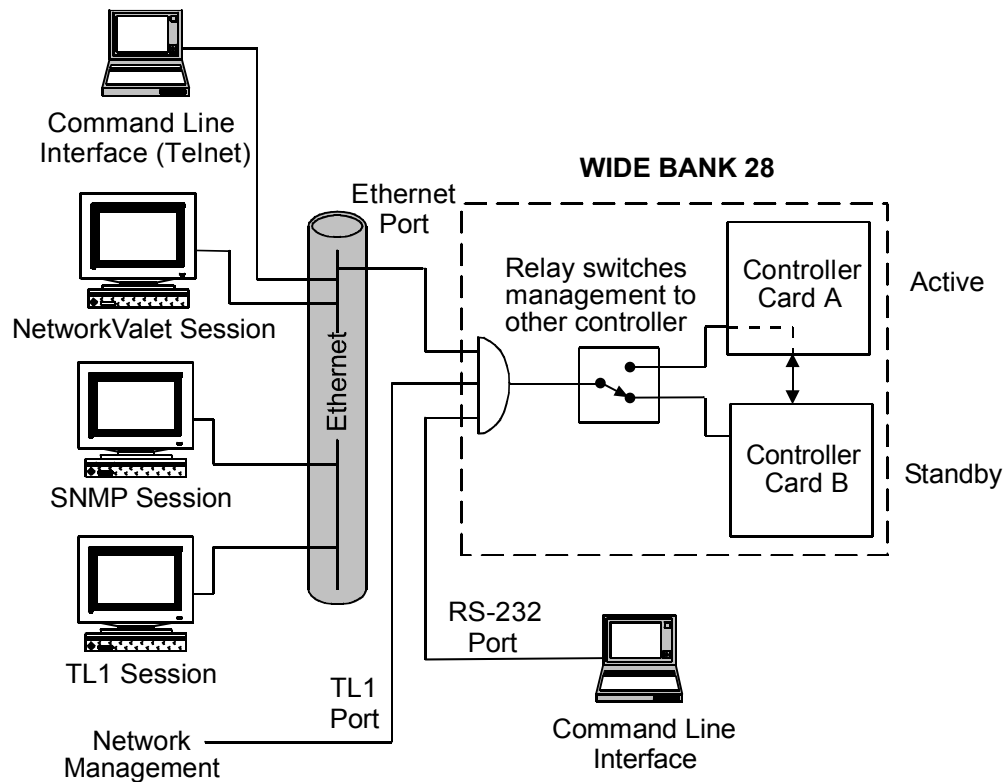 Command Line
Interface (Telnet)
NetworkValet Session
SNMP Session
TL1 Session
Network
Management
Ethernet
Ethernet
Port
TL1
Port
RS-232
Port
Command Line
Interface
WIDE BANK 28
Relay switches
management to
other controller
Controller
Card A
Active
Controller
Card B
Standby